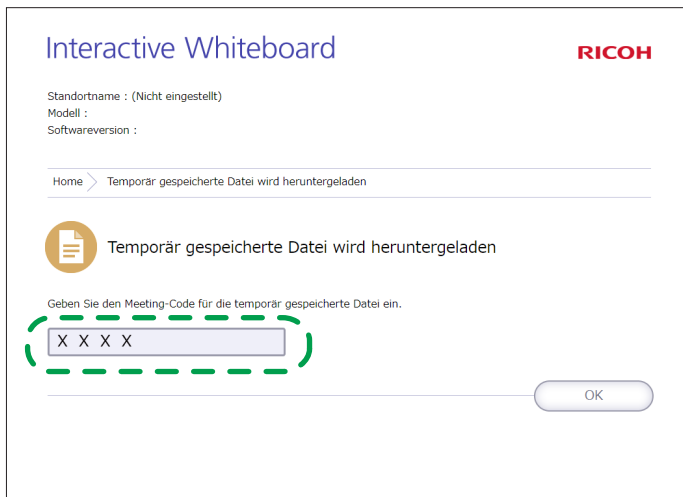 Interactive Whiteboard
RICOH
Standortname : (Nicht eingestellt)
Modell :
Softwareversion :
Home Temporär gespeicherte Datei wird heruntergeladen
Temporär gespeicherte Datei wird heruntergeladen
Geben Sie den Meeting-Code für die temporär gespeicherte Datei ein.
X X X X
OK